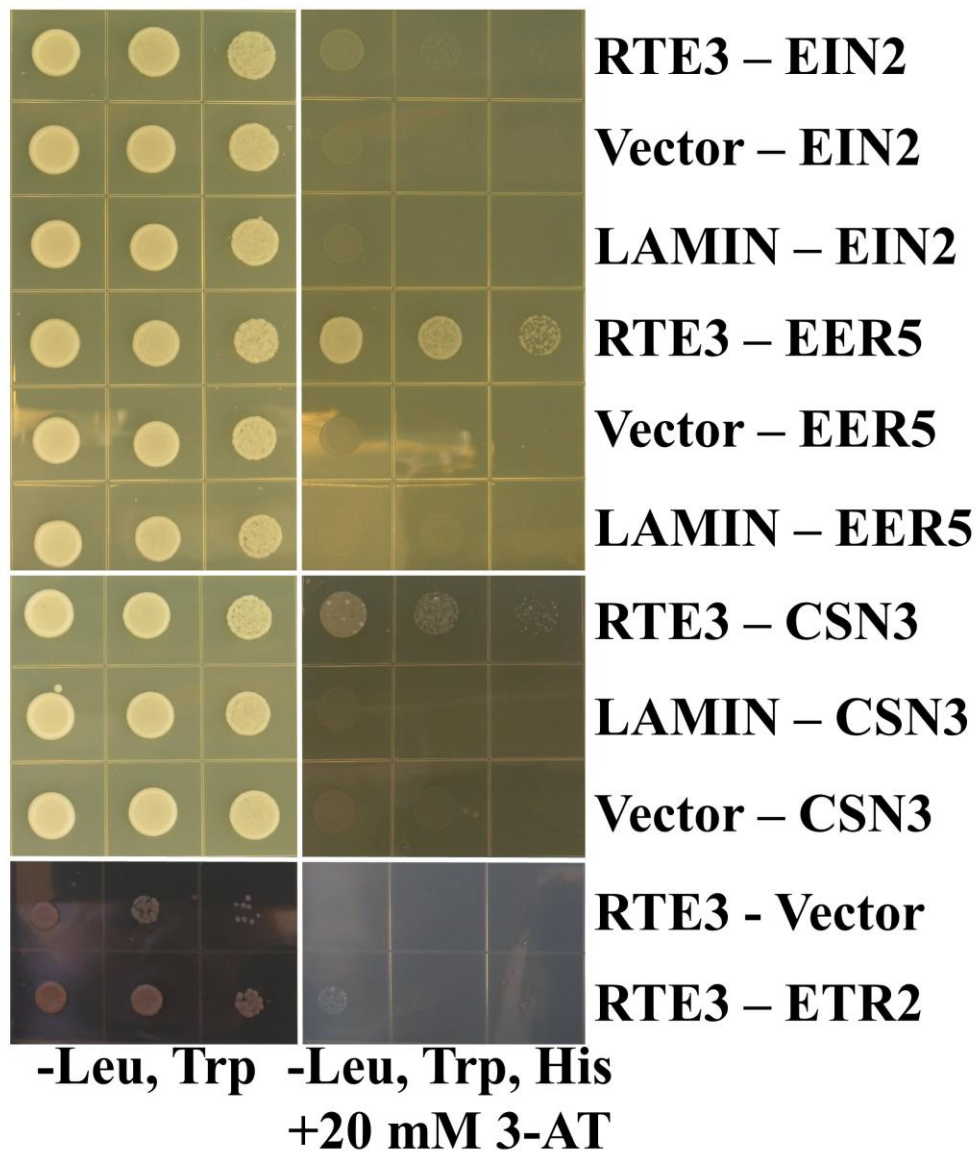 RTE3 – EIN2
Vector – EIN2
LAMIN – EIN2
RTE3 – EER5
Vector – EER5
LAMIN – EER5
RTE3 – CSN3
LAMIN – CSN3
Vector – CSN3
RTE3 - Vector
RTE3 – ETR2
-Leu, Trp
-Leu, Trp, His
+20 mM 3-AT